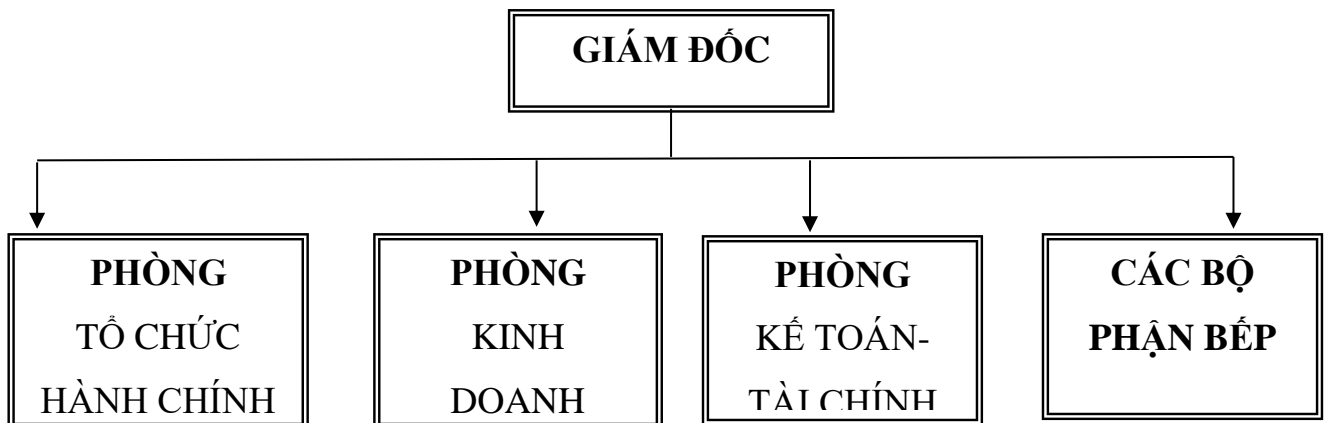 GIÁM ĐỐC
PHÒNG
TỔ CHỨC
HÀNH CHÍNH
PHÒNG
KINH
DOANH
PHÒNG
KẾ TOÁN-
TÀI CHÍNH
CÁC BỘ
PHẬN BẾP